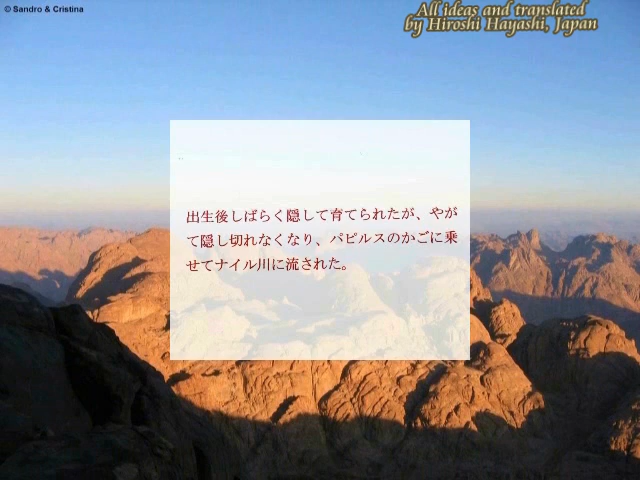 © Sandro & Cristina
All ideas and translated
by Hiroshi Hayashi, Japan
出生後しばらく隠して育てられたが、やが
て隠し切れなくなり、パピルスのかごに乗
せてナイル川に流された。